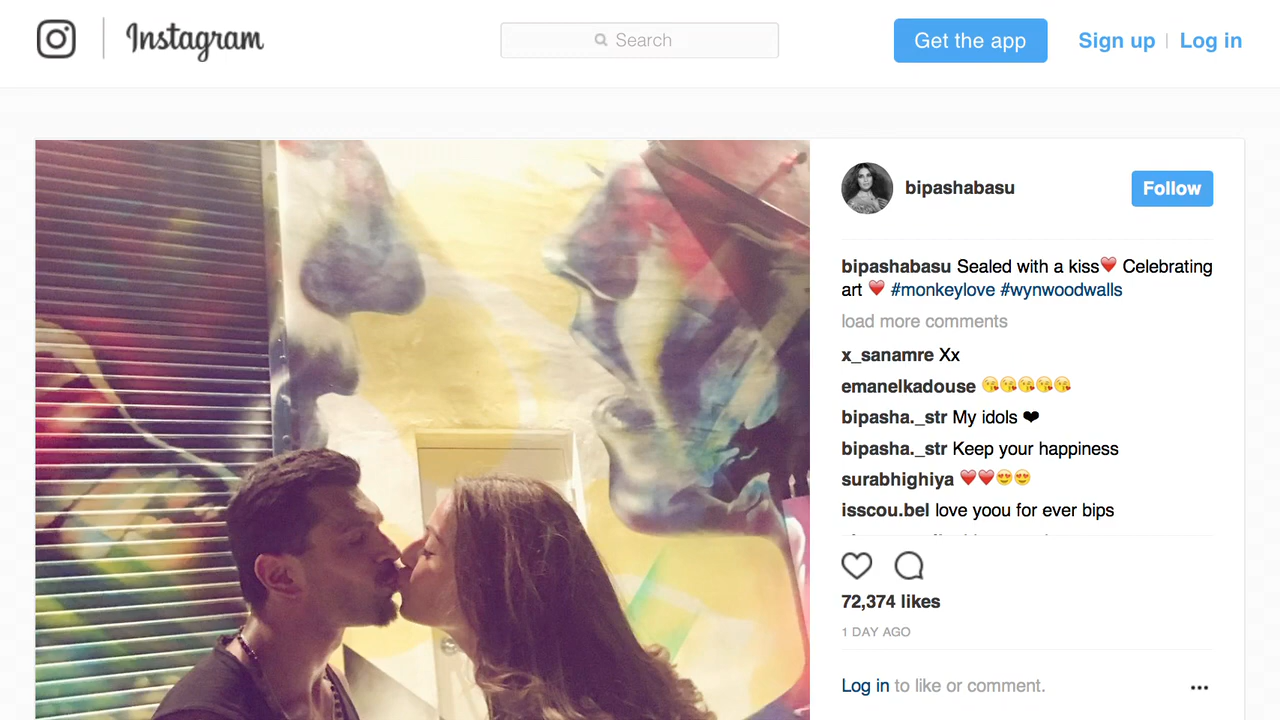 Instagram
Search
Get the app
Sign up
Log in
bipashabasu
Follow
bipashabasu Sealed with a kiss❤️ Celebrating
art ❤️ #monkeylove #wynwoodwalls
load more comments
x_sanamre Xx
emanelkadouse 😘😘😘😘😘
bipasha._str My idols ❤
bipasha._str Keep your happiness
surabhighiya ❤️❤️😍😍
isscou.bel love yoou for ever bips
72,374 likes
1 DAY AGO
Log in to like or comment.